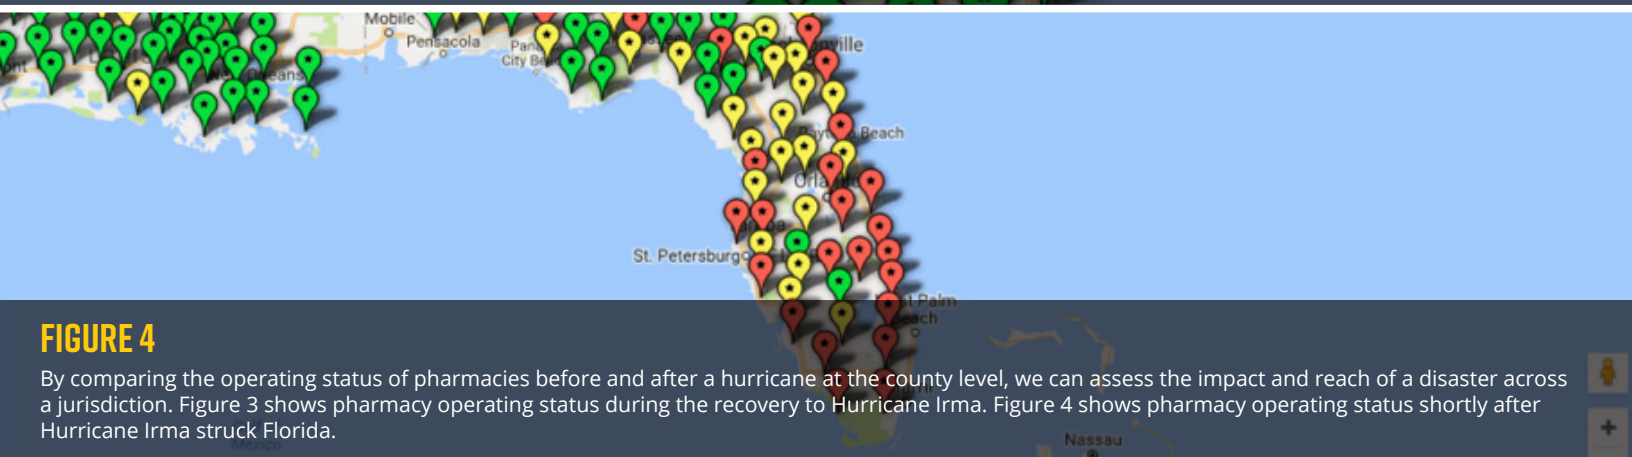 Mobile
Pensacola
City
St. Petersburg
Beach
FIGURE 4
By comparing the operating status of pharmacies before and after a hurricane at the county level, we can assess the impact and reach of a disaster across
a jurisdiction. Figure 3 shows pharmacy operating status during the recovery to Hurricane Irma. Figure 4 shows pharmacy operating status shortly after
Hurricane Irma struck Florida.
Mexico
Nassau